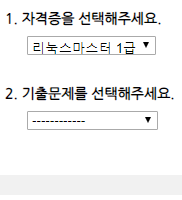 1. 자격증을 선택해주세요.
리눅스마스터 1급
2. 기출문제를 선택해주세요.
------------